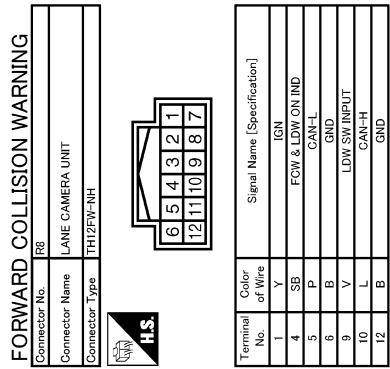 FORWARD COLLISION WARNING
Connector No. R8
Connector Name LANE CAMERA UNIT
Connector Type TH12FW-NH
H.S.
6 5 4 3 2 1
12 11 10 9 8 7
Terminal No. Color of Wire Signal Name [Specification]
1 Y IGN
4 SB FCW & LDW ON IND
5 P CAN-L
6 B GND
9 V LDW SW INPUT
10 L CAN-H
12 B GND